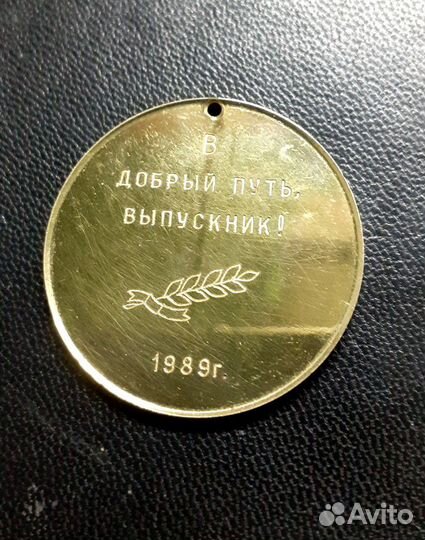 В
ДОБРЫЙ ПУТЬ,
ВЫПУСКНИК!
1989г.
Avito